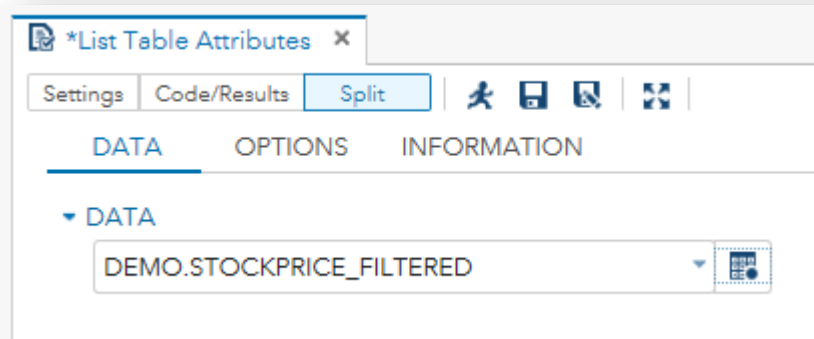 *List Table Attributes
Settings Code/Results Split
DATA OPTIONS INFORMATION
DATA
DEMO.STOCKPRICE_FILTERED